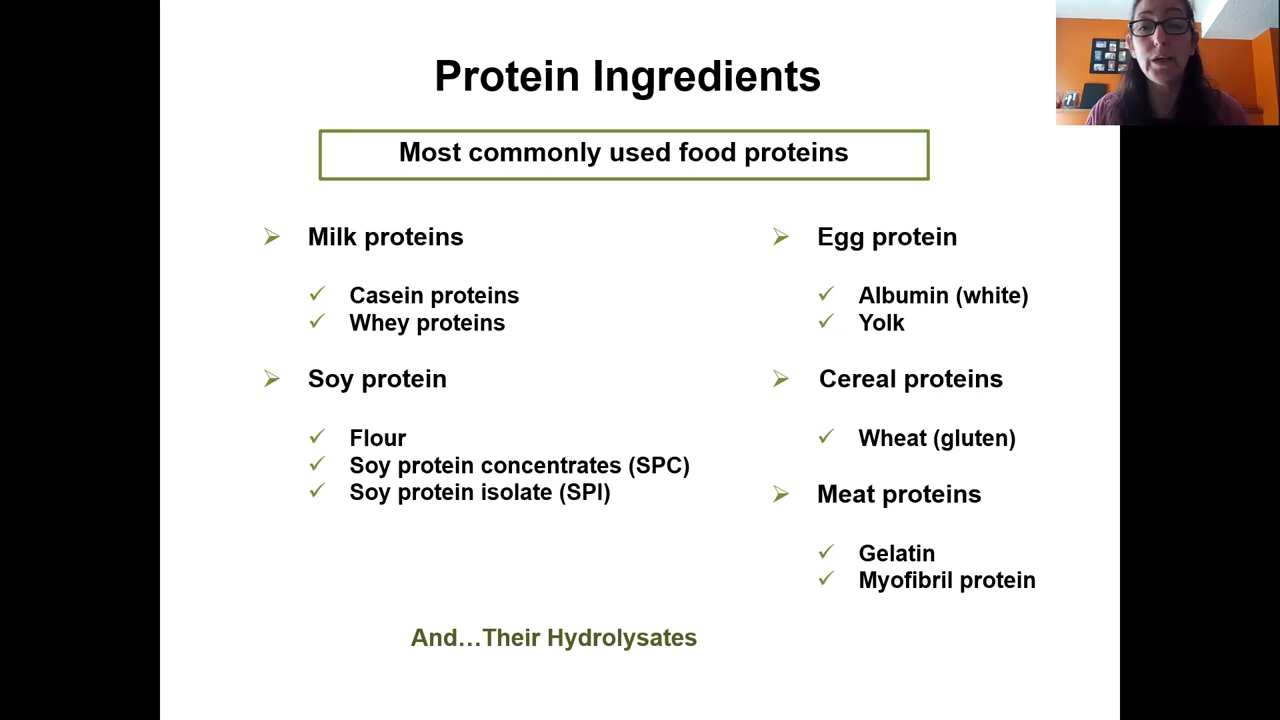 Protein Ingredients
Most commonly used food proteins
Milk proteins
Casein proteins
Whey proteins
Soy protein
Flour
Soy protein concentrates (SPC)
Soy protein isolate (SPI)
Egg protein
Albumin (white)
Yolk
Cereal proteins
Wheat (gluten)
Meat proteins
Gelatin
Myofibril protein
And…Their Hydrolysates